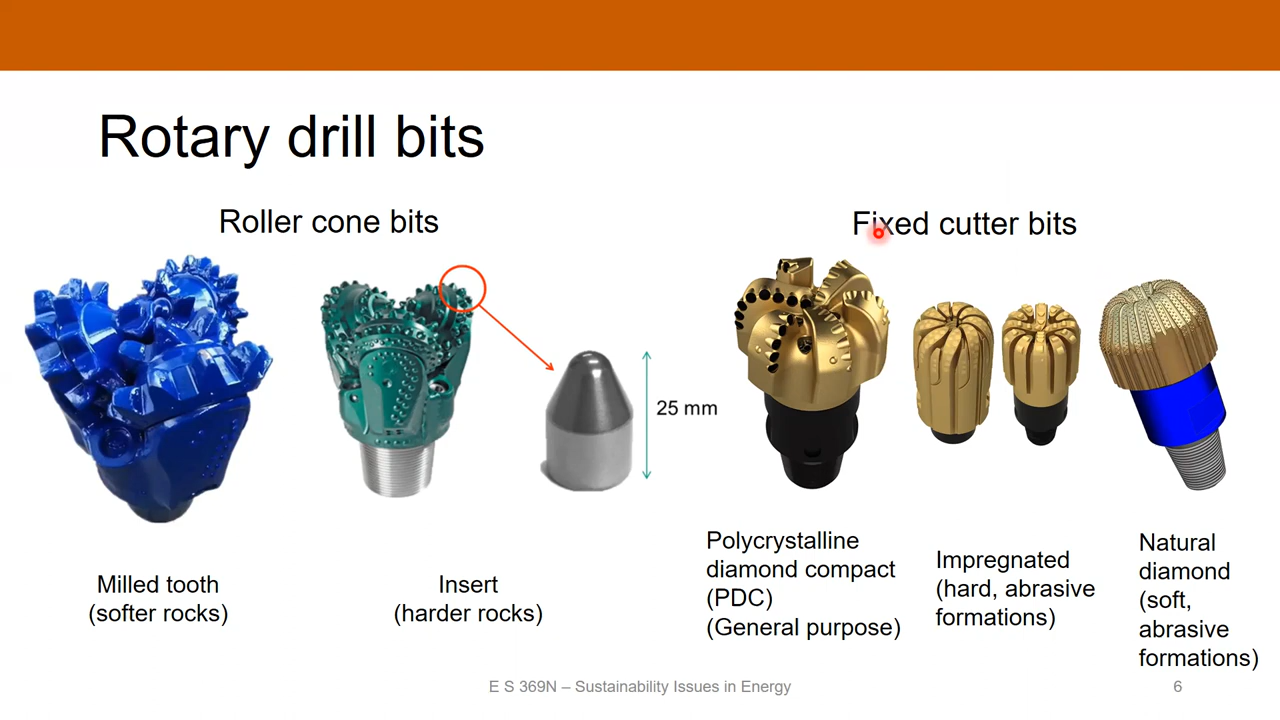 Rotary drill bits
Roller cone bits
Fixed cutter bits
25 mm
Milled tooth
(softer rocks)
Insert
(harder rocks)
Polycrystalline
diamond compact
(PDC)
(General purpose)
Impregnated
(hard, abrasive
formations)
Natural
diamond
(soft,
abrasive
formations)
E S 369N – Sustainability Issues in Energy
6